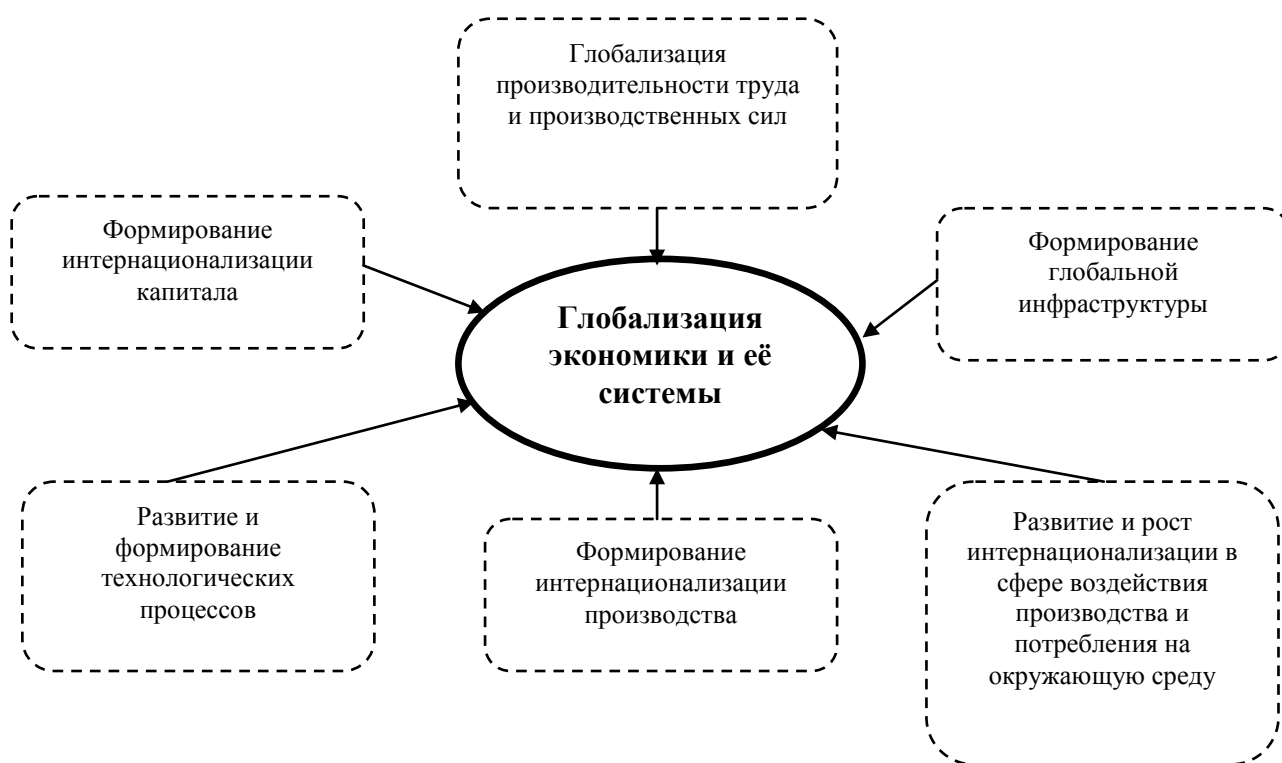 Глобализация
производительности труда
и производственных сил
Формирование
интернационализации
капитала
Формирование
глобальной
инфраструктуры
Глобализация
экономики и её
системы
Развитие и
формирование
технологических
процессов
Формирование
интернационализации
производства
Развитие и рост
интернационализации в
сфере воздействия
производства и
потребления на
окружающую среду